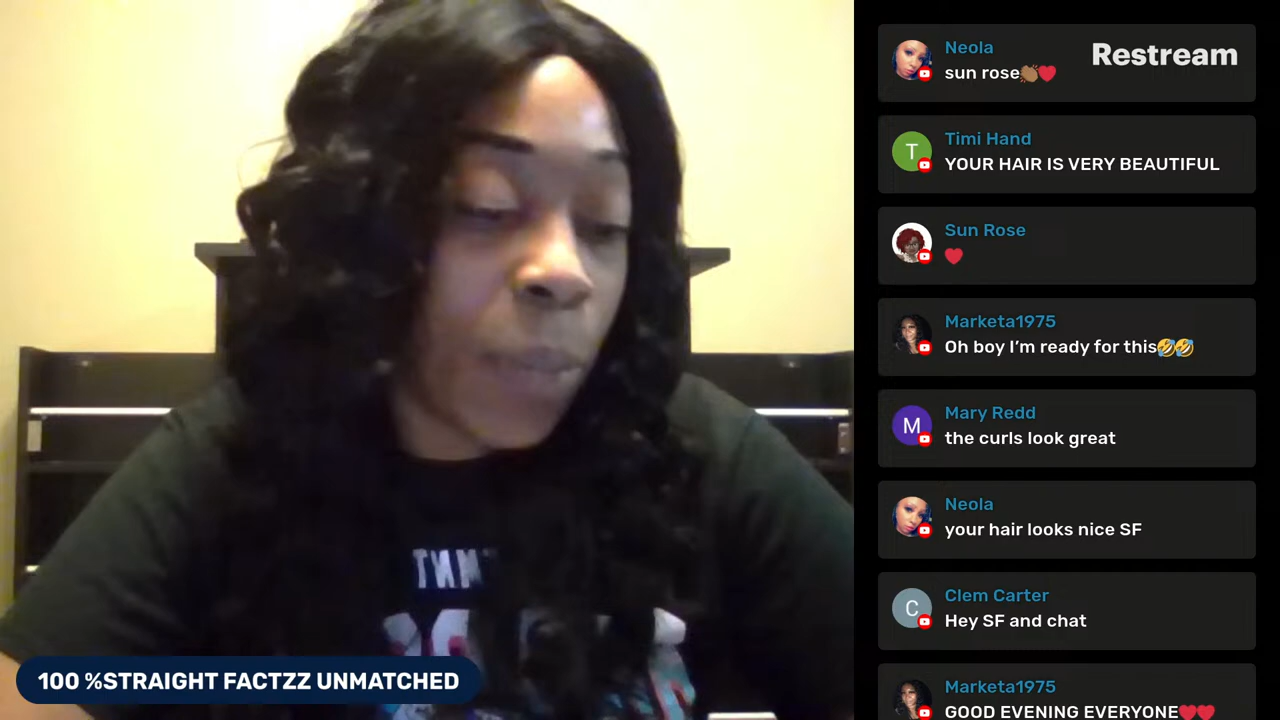 Restream
Neola
sun rose👏🏾❤️
Timi Hand
YOUR HAIR IS VERY BEAUTIFUL
Sun Rose
❤️
Marketa1975
Oh boy I’m ready for this🤣🤣
Mary Redd
the curls look great
Neola
your hair looks nice SF
Clem Carter
Hey SF and chat
Marketa1975
GOOD EVENING EVERYONE❤️❤️
T
M
C
100 %STRAIGHT FACTZZ UNMATCHED